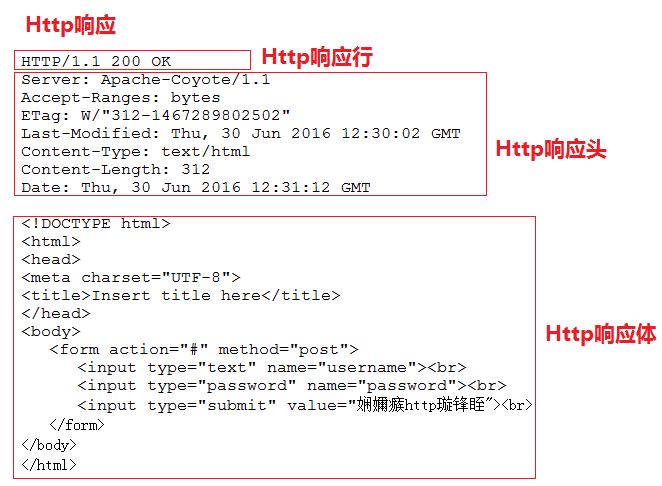 Http响应
HTTP/1.1 200 OK
Http响应行
Server: Apache-Coyote/1.1
Accept-Ranges: bytes
ETag: W/"312-1467289802502"
Last-Modified: Thu, 30 Jun 2016 12:30:02 GMT
Content-Type: text/html
Content-Length: 312
Date: Thu, 30 Jun 2016 12:31:12 GMT
Http响应头
<!DOCTYPE html>
<html>
<head>
<meta charset="UTF-8">
<title>Insert title here</title>
</head>
<body>
<form action="#" method="post">
<input type="text" name="username"><br>
<input type="password" name="password"><br>
<input type="submit" value="娴嬭瘯http璇锋眰"><br>
</form>
</body>
</html>
Http响应体